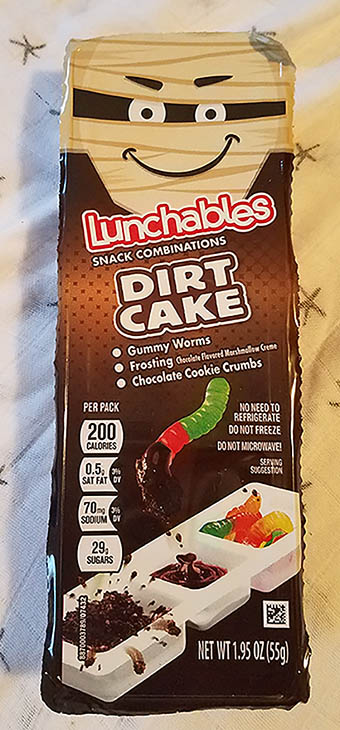 Lunchables
SNACK COMBINATIONS
DIRT
CAKE
Gummy Worms
Frosting Chocolate Flavored Marshmallow Creme
Chocolate Cookie Crumbs
PER PACK
200
CALORIES
0.5g
SAT FAT
3% DV
70mg
SODIUM
3% DV
29g
SUGARS
NO NEED TO
REFRIGERATE
DO NOT FREEZE
DO NOT MICROWAVE!
SERVING
SUGGESTION
NET WT 1.95 OZ (55g)